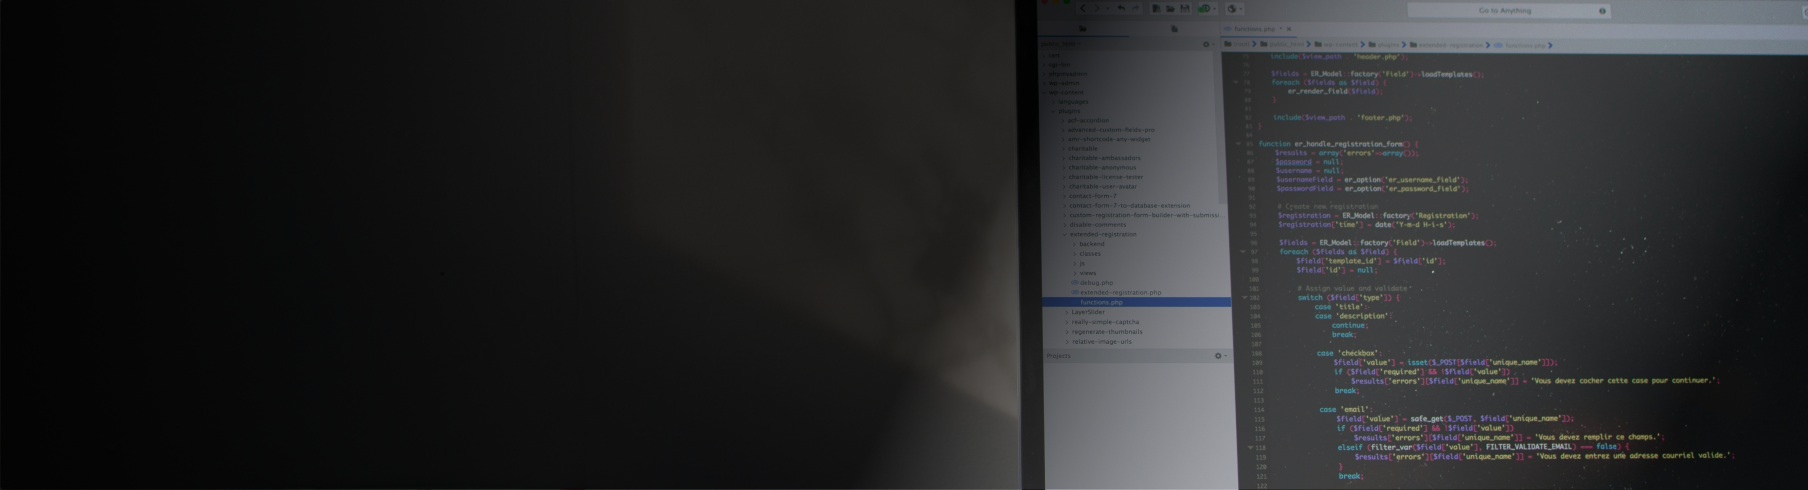 Go to Anything
functions.php
extended-registration
functions.php
languages
plugins
acf-accordion
advanced-custom-fields-pro
amr-shortcode-any-widget
charitable
charitable-ambassadors
charitable-anonymous
charitable-license-tester
charitable-user-avatar
contact-form-7
contact-form-7-to-database-extension
custom-registration-form-builder-with-submissi...
disable-comments
extended-registration
backend
classes
js
views
debug.php
extended-registration.php
functions.php
LayerSlider
really-simple-captcha
regenerate-thumbnails
relative-image-urls
Projects
include($view_path . 'header.php');
$fields = ER_Model::factory('Field')->loadTemplates();
foreach ($fields as $field) {
er_render_field($field);
}
include($view_path . 'footer.php');
}
function er_handle_registration_form() {
$results = array('errors'=>array());
$password = null;
$username = null;
$usernameField = er_option('er_username_field');
$passwordField = er_option('er_password_field');
# Create new registration
$registration = ER_Model::factory('Registration');
$registration['time'] = date('Y-m-d H-i-s');
$fields = ER_Model::factory('Field')->loadTemplates();
foreach ($fields as $field) {
$field['template_id'] = $field['id'];
$field['id'] = null;
# Assign value and validate
switch ($field['type']) {
case 'title':
case 'description':
continue;
break;
case 'checkbox':
$field['value'] = isset($_POST[$field['unique_name']]);
if ($field['required'] && !$field['value'])
$results['errors'][$field['unique_name']] = 'Vous devez cocher cette case pour continuer.';
break;
case 'email':
$field['value'] = safe_get($_POST, $field['unique_name']);
if ($field['required'] && !$field['value'])
$results['errors'][$field['unique_name']] = 'Vous devez remplir ce champs.';
elseif (filter_var($field['value'], FILTER_VALIDATE_EMAIL) === false) {
$results['errors'][$field['unique_name']] = 'Vous devez entrez une adresse courriel valide.';
}
break;